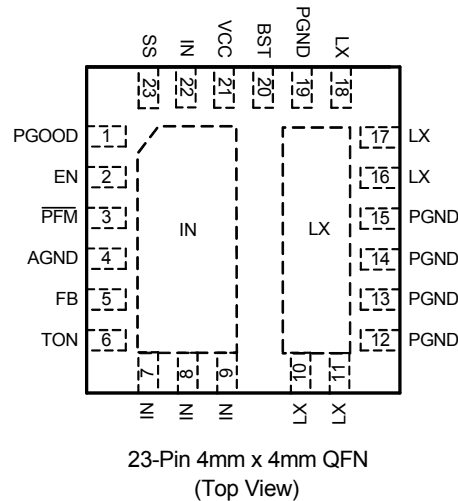 SS IN VCC BST PGND LX
23 22 21 20 19 18
PGOOD 1
EN 2
PFM 3
AGND 4
FB 5
TON 6
IN
LX
17 LX
16 LX
15 PGND
14 PGND
13 PGND
12 PGND
7 8 9 10 11
IN IN IN LX LX
23-Pin 4mm x 4mm QFN
(Top View)